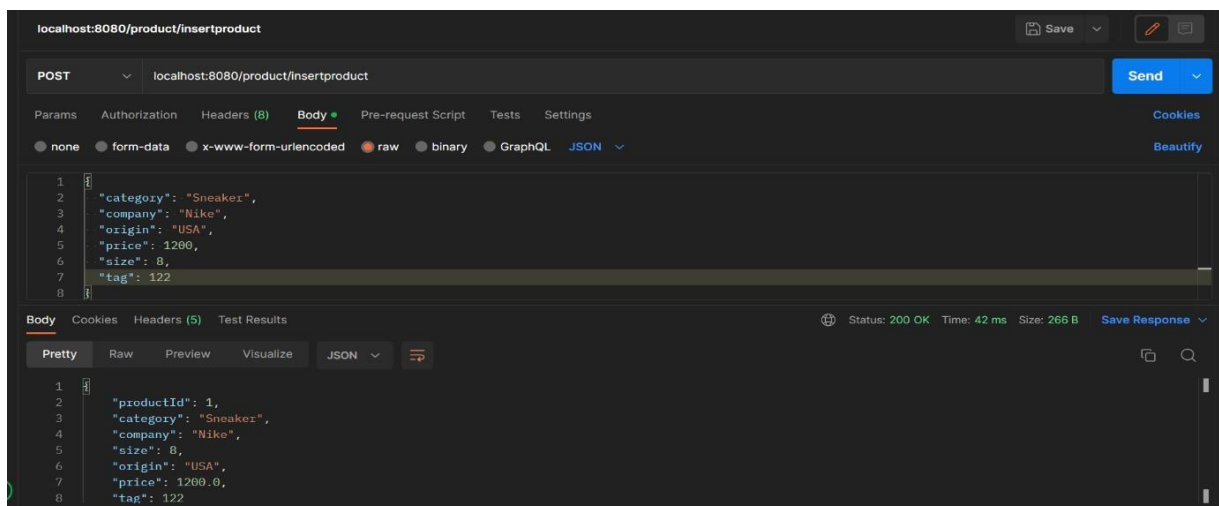 localhost:8080/product/insertproduct Save
POST localhost:8080/product/insertproduct Send
Params Authorization Headers (8) Body Pre-request Script Tests Settings Cookies
none form-data x-www-form-urlencoded raw binary GraphQL JSON Beautify
1 {
2 "category": "Sneaker",
3 "company": "Nike",
4 "origin": "USA",
5 "price": 1200,
6 "size": 8,
7 "tag": 122
8 }
Body Cookies Headers (5) Test Results Status: 200 OK Time: 42 ms Size: 266 B Save Response
Pretty Raw Preview Visualize JSON
1 {
2 "productId": 1,
3 "category": "Sneaker",
4 "company": "Nike",
5 "size": 8,
6 "origin": "USA",
7 "price": 1200.0,
8 "tag": 122